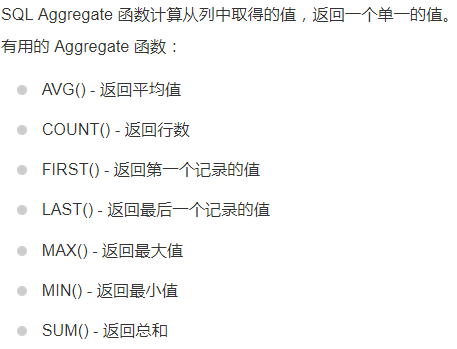 SQL Aggregate 函数计算从列中取得的值，返回一个单一的值。
有用的 Aggregate 函数：
AVG() - 返回平均值
COUNT() - 返回行数
FIRST() - 返回第一个记录的值
LAST() - 返回最后一个记录的值
MAX() - 返回最大值
MIN() - 返回最小值
SUM() - 返回总和